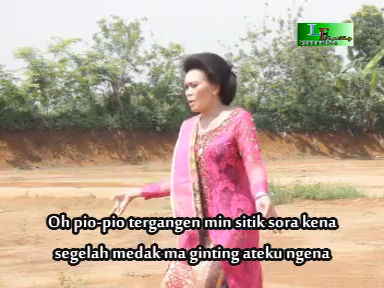 Oh pio-pio tergangen min sitik sora kena
segelah medak ma ginting ateku ngena